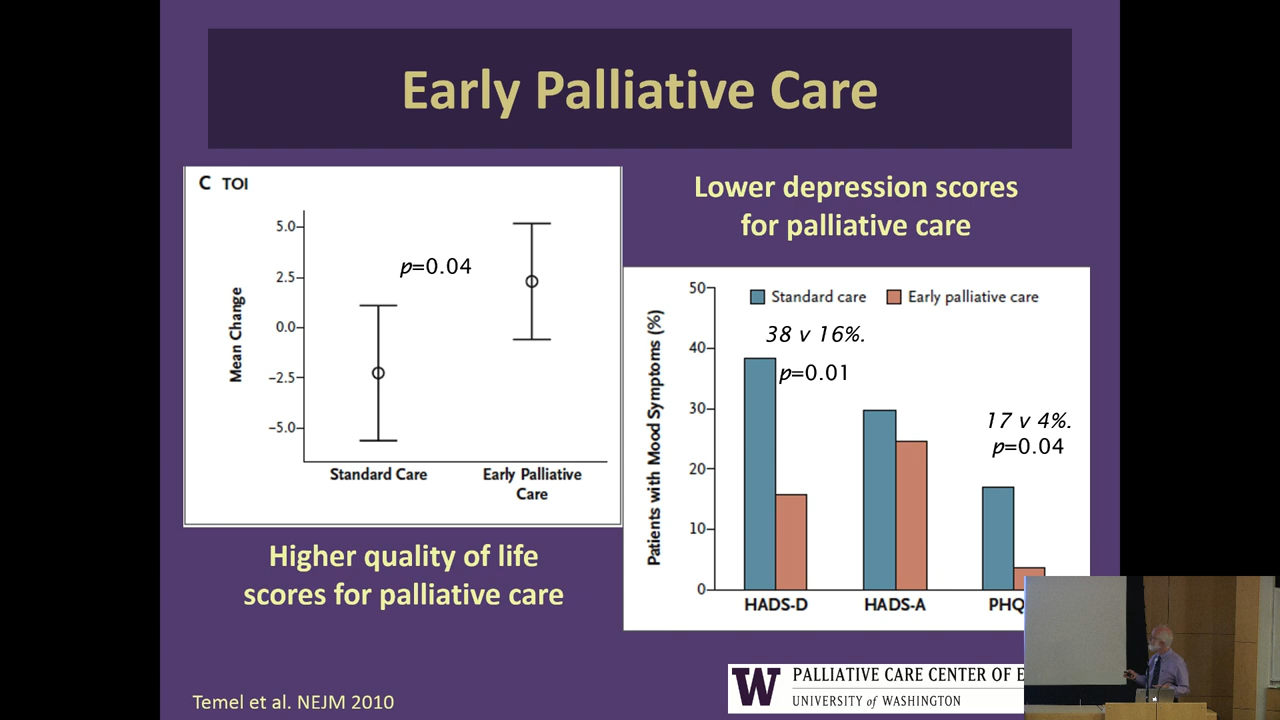 Early Palliative Care
C TOI
5.0
2.5
0.0
−2.5
−5.0
Mean Change
p=0.04
Standard Care
Early Palliative
Care
Higher quality of life
scores for palliative care
Lower depression scores
for palliative care
Patients with Mood Symptoms (%)
50
40
30
20
10
0
Standard care
Early palliative care
38 v 16%.
p=0.01
17 v 4%.
p=0.04
HADS-D
HADS-A
PHQ
Temel et al. NEJM 2010
W
PALLIATIVE CARE CENTER OF E
UNIVERSITY of WASHINGTON